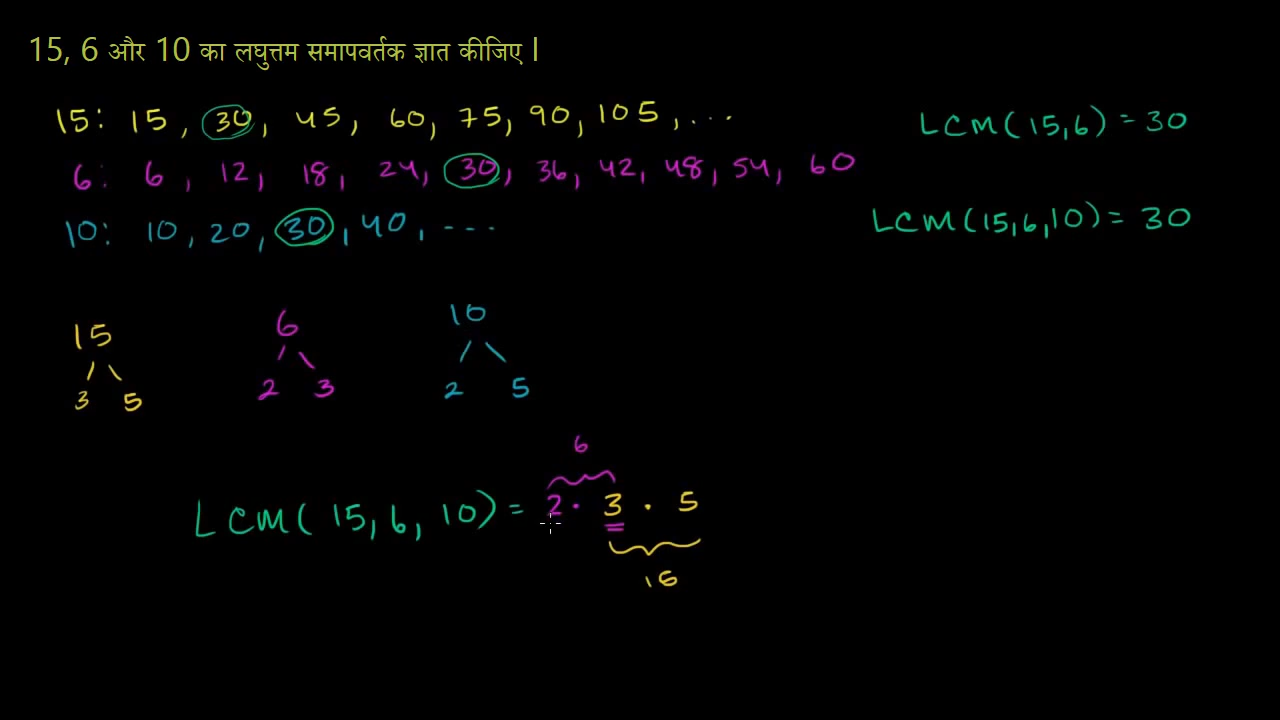 15, 6 और 10 का लघुत्तम समापवर्तक ज्ञात कीजिए |
15: 15, 30, 45, 60, 75, 90, 105, ...
LCM(15,6) = 30
6: 6, 12, 18, 24, 30, 36, 42, 48, 54, 60
10: 10, 20, 30, 40, ...
LCM(15,6,10) = 30
15 6 10
3 5 2 3 2 5
6
LCM(15, 6, 10) = 2 · 3 · 5
15